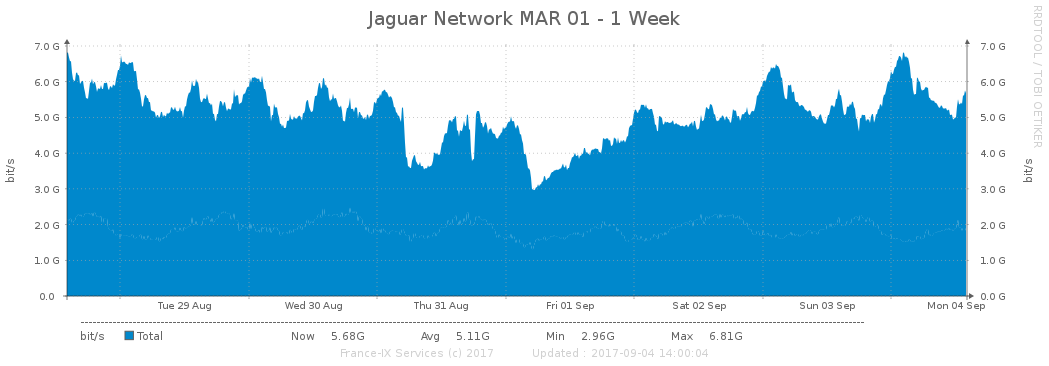 Jaguar Network MAR 01 - 1 Week
RRDTOOL / TOBI OETIKER
7.0 G 7.0 G
6.0 G 6.0 G
5.0 G 5.0 G
4.0 G 4.0 G
3.0 G 3.0 G
2.0 G 2.0 G
1.0 G 1.0 G
0.0 0.0 G
bit/s
bit/s
Tue 29 Aug Wed 30 Aug Thu 31 Aug Fri 01 Sep Sat 02 Sep Sun 03 Sep Mon 04 Sep
bit/s Total Now 5.68G Avg 5.11G Min 2.96G Max 6.81G
France-IX Services (c) 2017 Updated : 2017-09-04 14:00:04